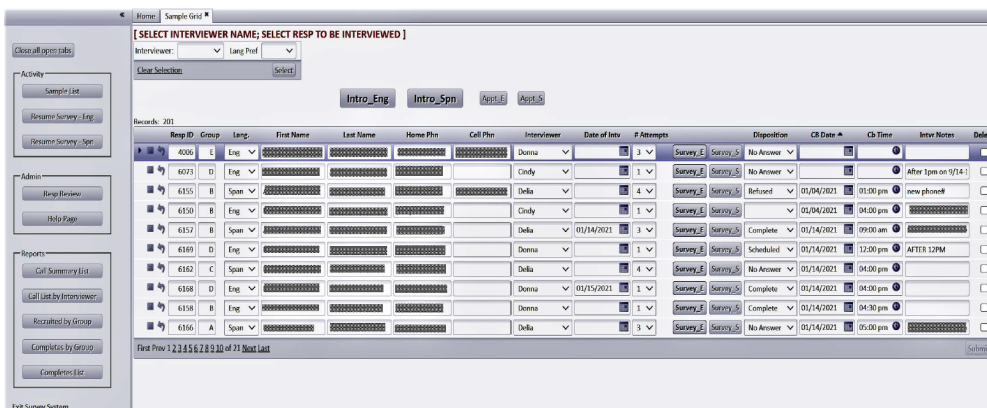 «
Home Sample Grid ✖
[ SELECT INTERVIEWER NAME; SELECT RESP TO BE INTERVIEWED ]
Close all open tabs
Interviewer: Lang Pref
Clear Selection Select
Activity
Sample List
Resume Survey - Eng
Resume Survey - Spn
Intro_Eng Intro_Spn Appt_E Appt_S
Records: 201
Resp ID Group Lang. First Name Last Name Home Phn Cell Phn Interviewer Date of Intv # Attempts Disposition CB Date Cb Time Intvr Notes Dele
4006 E Eng Donna 3 Survey_E Survey_S No Answer
6073 D Eng Cindy 1 Survey_E Survey_S No Answer After 1pm on 9/14-1
6155 B Span Delia 4 Survey_E Survey_S Refused 01/04/2021 01:00 pm new phone#
6150 B Eng Cindy 1 Survey_E Survey_S 01/04/2021 04:00 pm
6157 B Span Delia 01/14/2021 3 Survey_E Survey_S Complete 01/14/2021 09:00 am
6169 D Eng Donna 1 Survey_E Survey_S Scheduled 01/14/2021 12:00 pm AFTER 12PM
6162 C Span Delia 4 Survey_E Survey_S No Answer 01/14/2021 04:00 pm
6168 D Eng Donna 01/15/2021 1 Survey_E Survey_S Complete 01/14/2021 04:00 pm
6158 B Eng Donna 1 Survey_E Survey_S Complete 01/14/2021 04:30 pm
6166 A Span Delia 3 Survey_E Survey_S No Answer 01/14/2021 05:00 pm
First Prev 1 2 3 4 5 6 7 8 9 10 of 21 Next Last
Submi
Admin
Resp Review
Help Page
Reports
Call Summary List
Call List by Interviewer
Recruited by Group
Completes by Group
Completes List
Exit Survey System